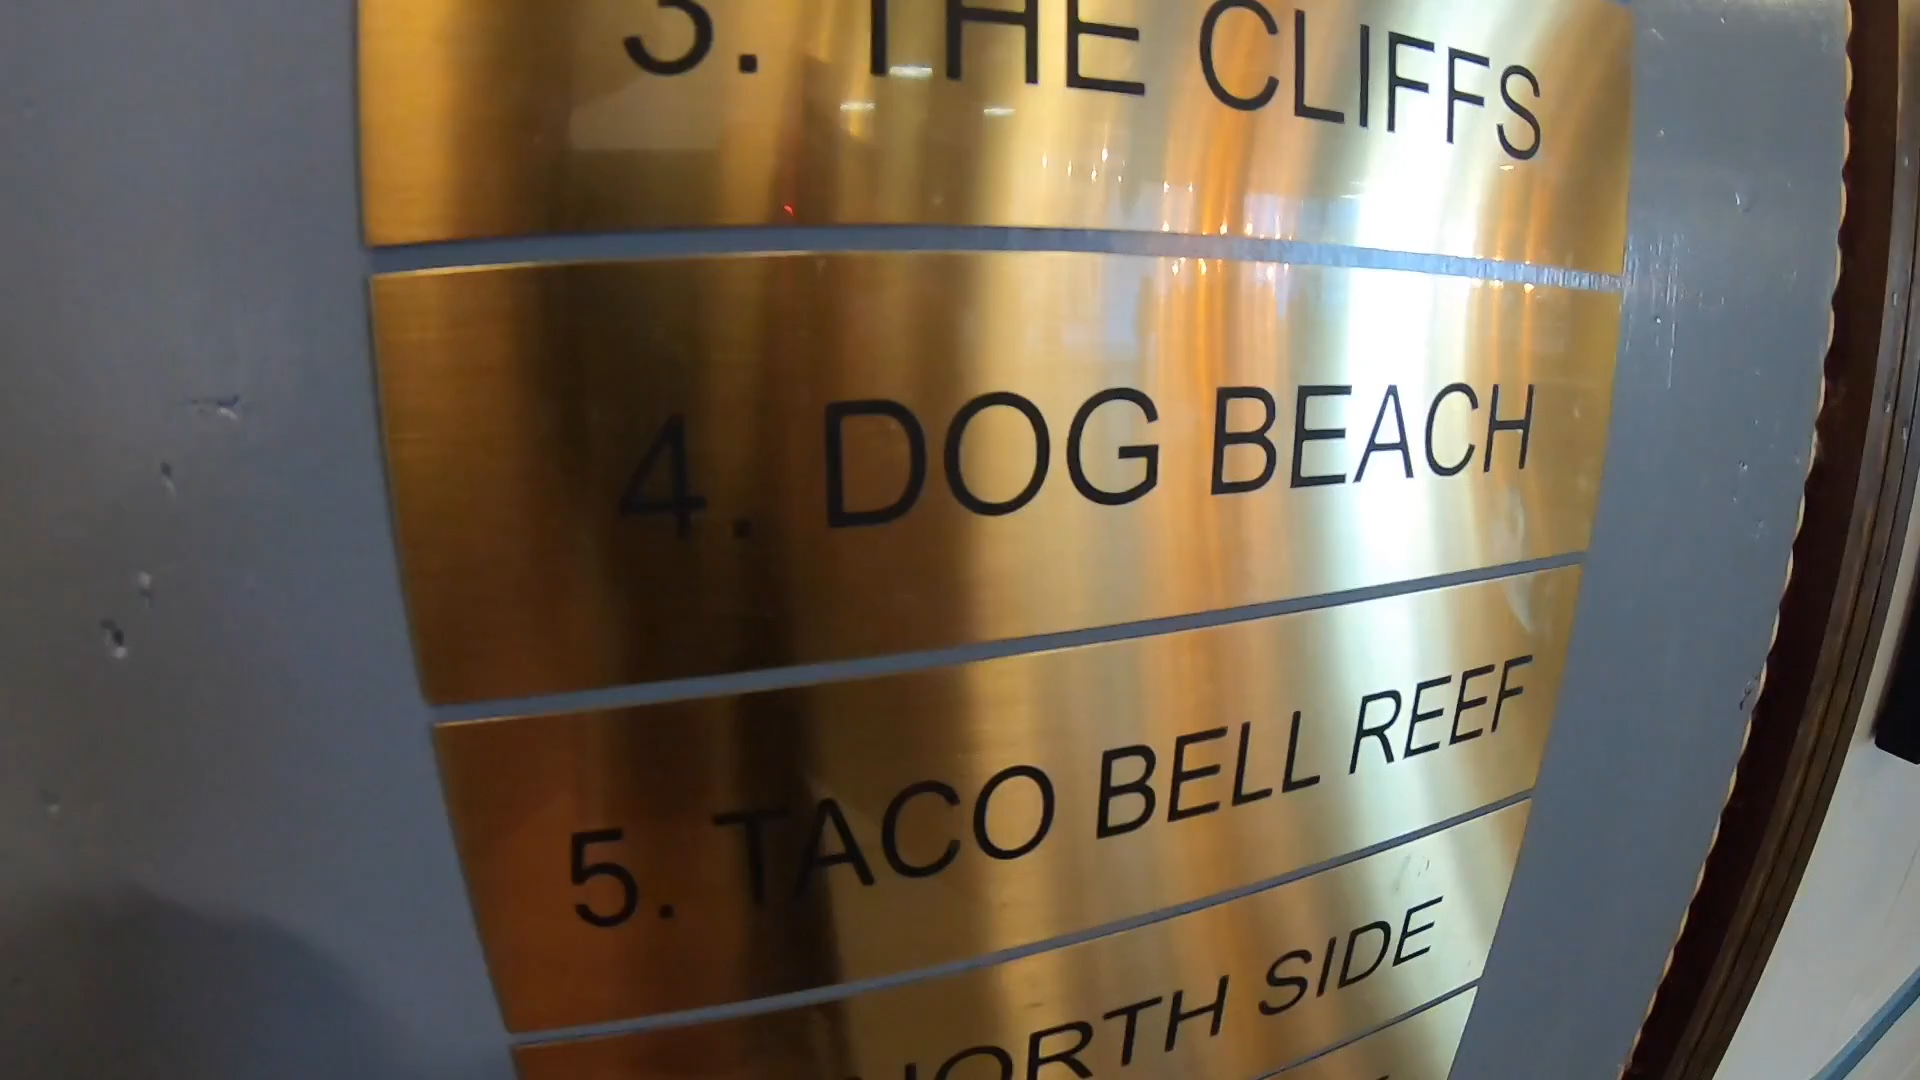 3. THE CLIFFS
4. DOG BEACH
5. TACO BELL REEF
NORTH SIDE